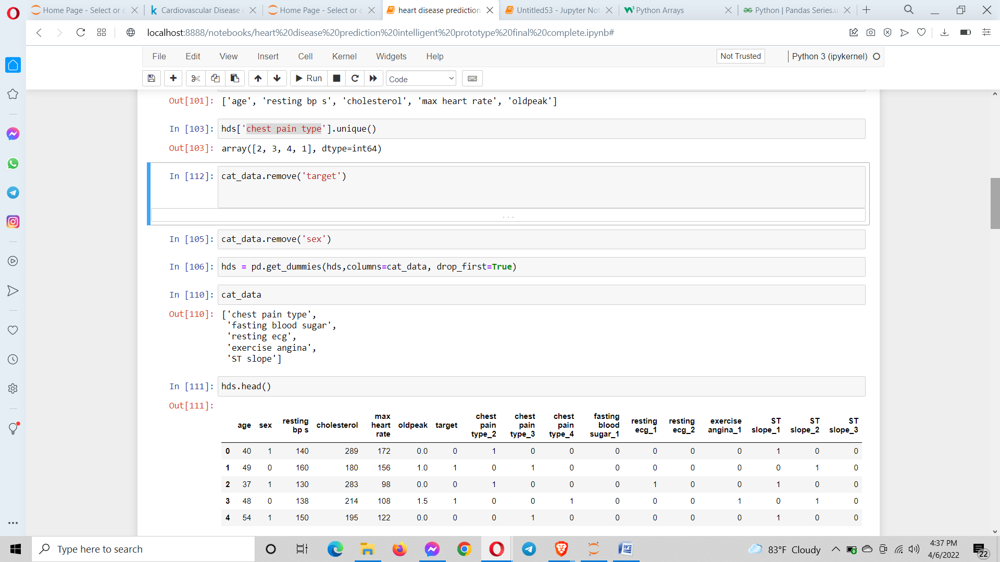 Home Page - Select or c
Cardiovascular Disease
Home Page - Select or c
heart disease prediction
Untitled53 - Jupyter Not
Python Arrays
Python | Pandas Series.u
localhost:8888/notebooks/heart%20disease%20prediction%20intelligent%20prototype%20final%20complete.ipynb#
File Edit View Insert Cell Kernel Widgets Help
Not Trusted
Python 3 (ipykernel)
Run
Code
Out[101]: ['age', 'resting bp s', 'cholesterol', 'max heart rate', 'oldpeak']
In [103]: hds['chest pain type'].unique()
Out[103]: array([2, 3, 4, 1], dtype=int64)
In [112]: cat_data.remove('target')
...
In [105]: cat_data.remove('sex')
In [106]: hds = pd.get_dummies(hds,columns=cat_data, drop_first=True)
In [110]: cat_data
Out[110]: ['chest pain type',
'fasting blood sugar',
'resting ecg',
'exercise angina',
'ST slope']
In [111]: hds.head()
Out[111]:
age sex resting bp s cholesterol max heart rate oldpeak target chest pain type_2 chest pain type_3 chest pain type_4 fasting blood sugar_1 resting ecg_1 resting ecg_2 exercise angina_1 ST slope_1 ST slope_2 ST slope_3
0 40 1 140 289 172 0.0 0 1 0 0 0 0 0 0 1 0 0
1 49 0 160 180 156 1.0 1 0 1 0 0 0 0 0 0 1 0
2 37 1 130 283 98 0.0 0 1 0 0 0 1 0 0 1 0 0
3 48 0 138 214 108 1.5 1 0 0 1 0 0 0 1 0 1 0
4 54 1 150 195 122 0.0 0 0 1 0 0 0 0 0 1 0 0
Type here to search
83°F Cloudy
4:37 PM
4/6/2022
22